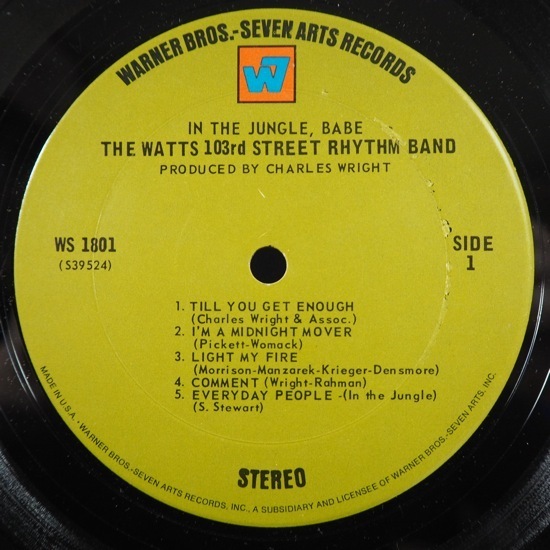 WARNER BROS.-SEVEN ARTS RECORDS
W7
IN THE JUNGLE, BABE
THE WATTS 103rd STREET RHYTHM BAND
PRODUCED BY CHARLES WRIGHT
WS 1801
(S39524)
SIDE
1
1. TILL YOU GET ENOUGH
(Charles Wright & Assoc.)
2. I'M A MIDNIGHT MOVER
(Pickett-Womack)
3. LIGHT MY FIRE
(Morrison-Manzarek-Krieger-Densmore)
4. COMMENT (Wright-Rahman)
5. EVERYDAY PEOPLE -(In the Jungle)
(S. Stewart)
STEREO
MADE IN U.S.A. • WARNER BROS.-SEVEN ARTS RECORDS, INC., A SUBSIDIARY AND LICENSEE OF WARNER BROS.-SEVEN ARTS, INC.